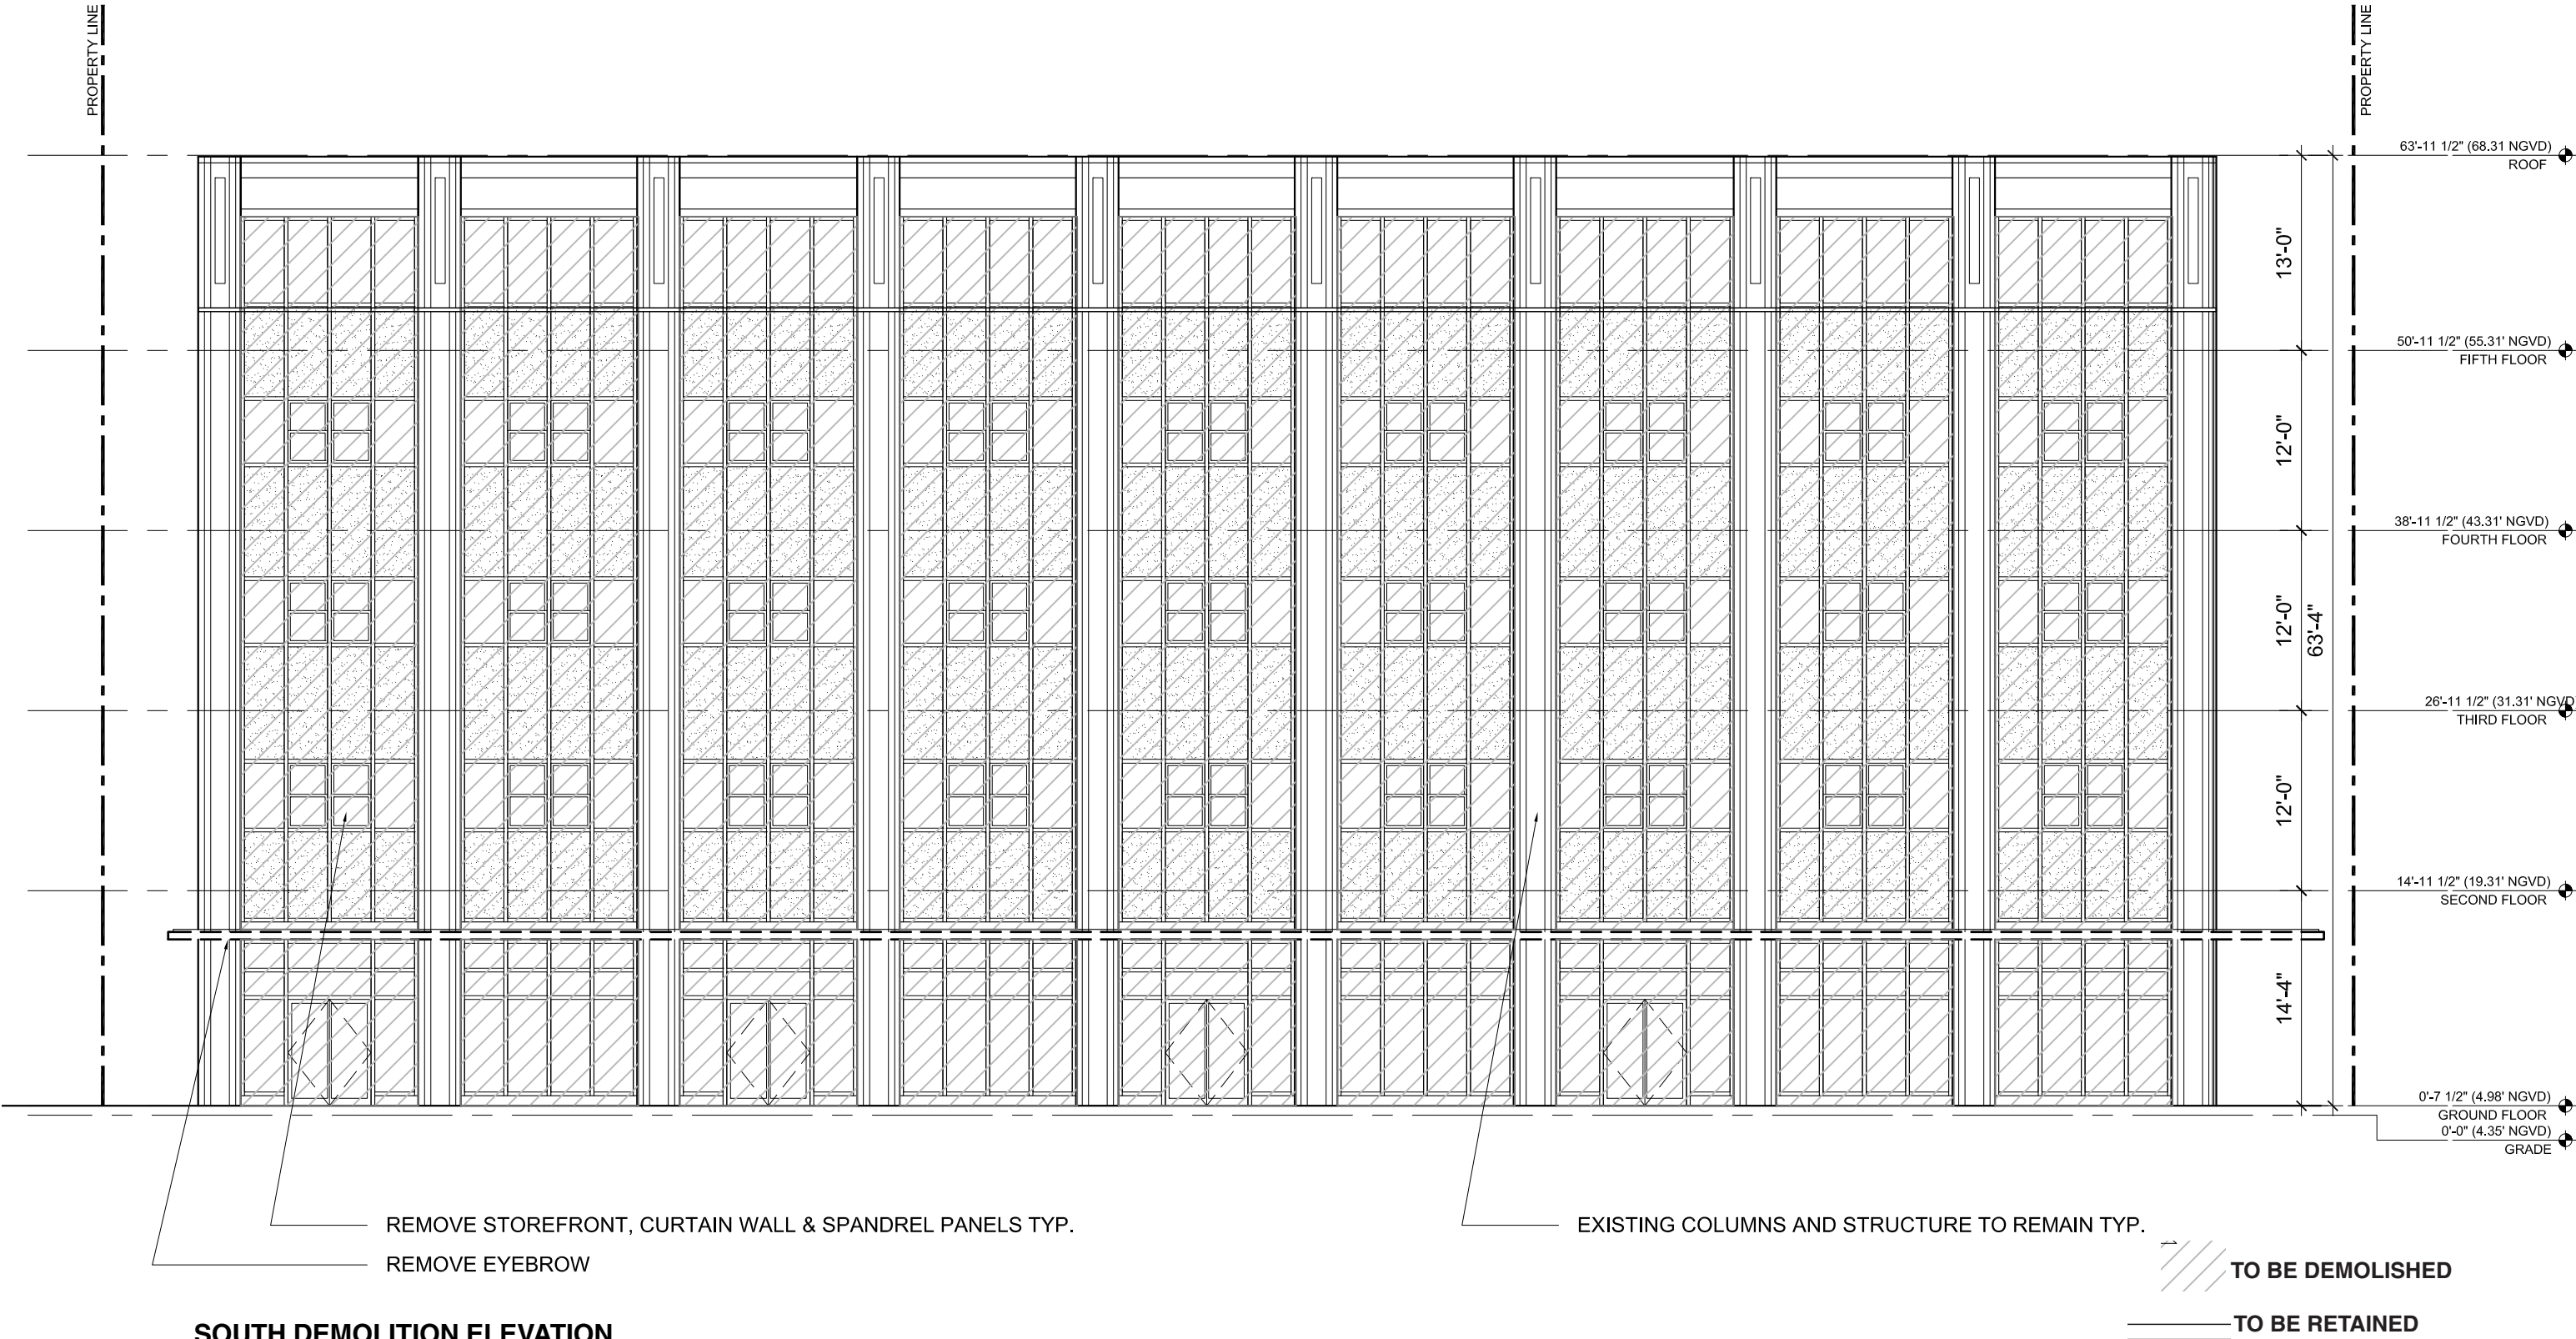 PROPERTY LINE
PROPERTY LINE
63'-11 1/2" (68.31 NGVD)
ROOF
13'-0"
50'-11 1/2" (55.31' NGVD)
FIFTH FLOOR
12'-0"
38'-11 1/2" (43.31' NGVD)
FOURTH FLOOR
12'-0"
63'-4"
26'-11 1/2" (31.31' NGVD
THIRD FLOOR
12'-0"
14'-11 1/2" (19.31' NGVD)
SECOND FLOOR
14'-4"
0'-7 1/2" (4.98' NGVD)
GROUND FLOOR
0'-0" (4.35' NGVD)
GRADE
REMOVE STOREFRONT, CURTAIN WALL & SPANDREL PANELS TYP.
REMOVE EYEBROW
EXISTING COLUMNS AND STRUCTURE TO REMAIN TYP.
TO BE DEMOLISHED
TO BE RETAINED
SOUTH DEMOLITION ELEVATION